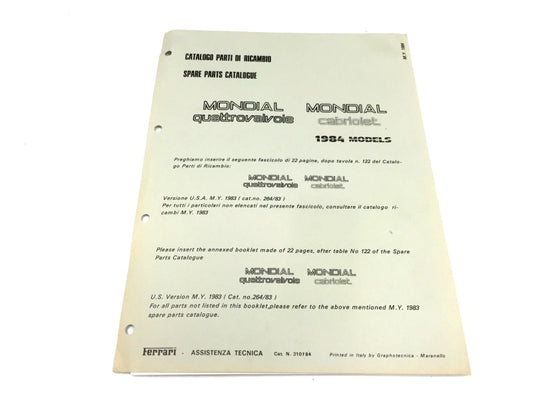 M.Y. 1984
CATALOGO PARTI DI RICAMBIO
SPARE PARTS CATALOGUE
MONDIAL MONDIAL
quattrovalvole cabriolet
1984 MODELS
Preghiamo inserire il seguente fascicolo di 22 pagine, dopo tavola n. 122 del Catalo-
go Parti di Ricambio:
MONDIAL MONDIAL
quattrovalvole cabriolet
Versione U.S.A. M.Y. 1983 ( cat.no. 264/83 )
Per tutti i particolari non elencati nel presente fascicolo, consultare il catalogo ri-
cambi M.Y. 1983
Please insert the annexed booklet made of 22 pages, after table No 122 of the Spare
Parts Catalogue
MONDIAL MONDIAL
quattrovalvole cabriolet
U.S. Version M.Y. 1983 ( Cat. no.264/83 )
For all parts not listed in this booklet,please refer to the above mentioned M.Y. 1983
spare parts catalogue.
Ferrari - ASSISTENZA TECNICA Cat. N. 310/84 Printed in Italy by Graphotecnica - Maranello